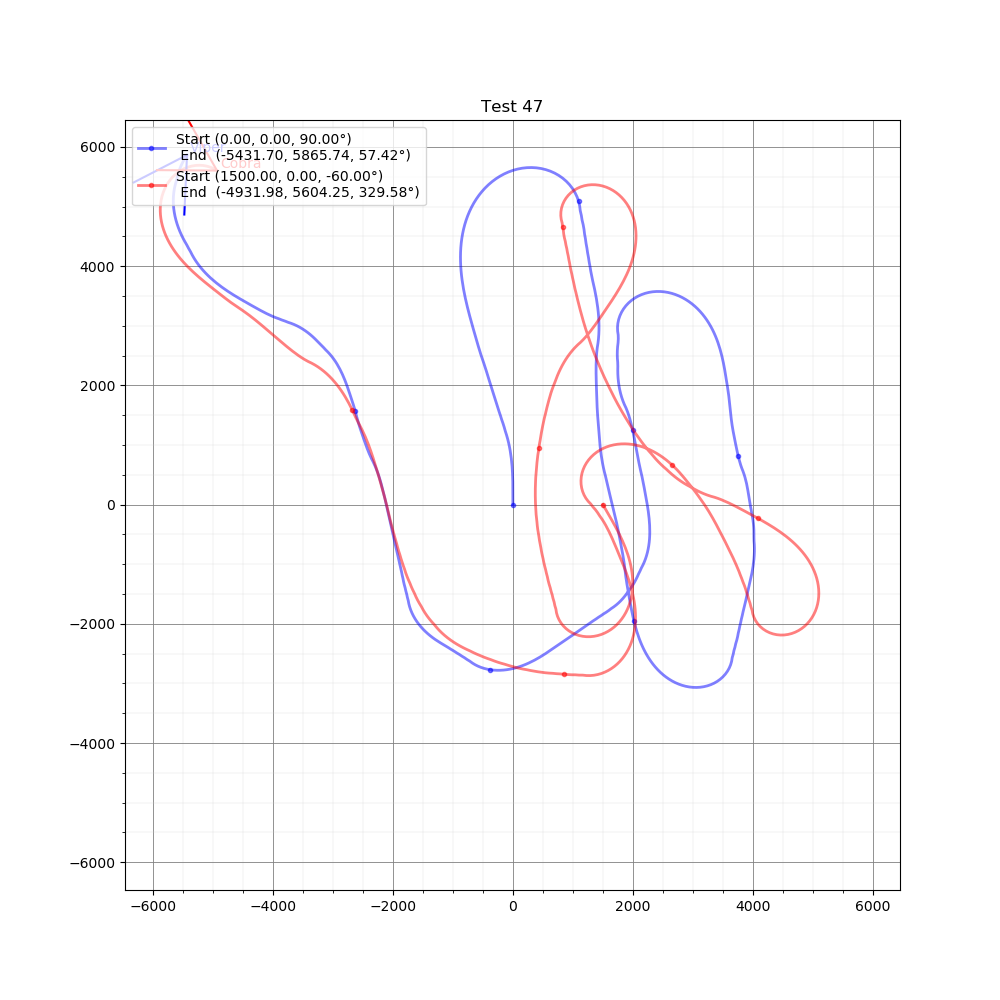 Test 47
Start (0.00, 0.00, 90.00°)
End (-5431.70, 5865.74, 57.42°)
Start (1500.00, 0.00, -60.00°)
End (-4931.98, 5604.25, 329.58°)
Cobra
6000
4000
2000
0
−2000
−4000
−6000
−6000 −4000 −2000 0 2000 4000 6000